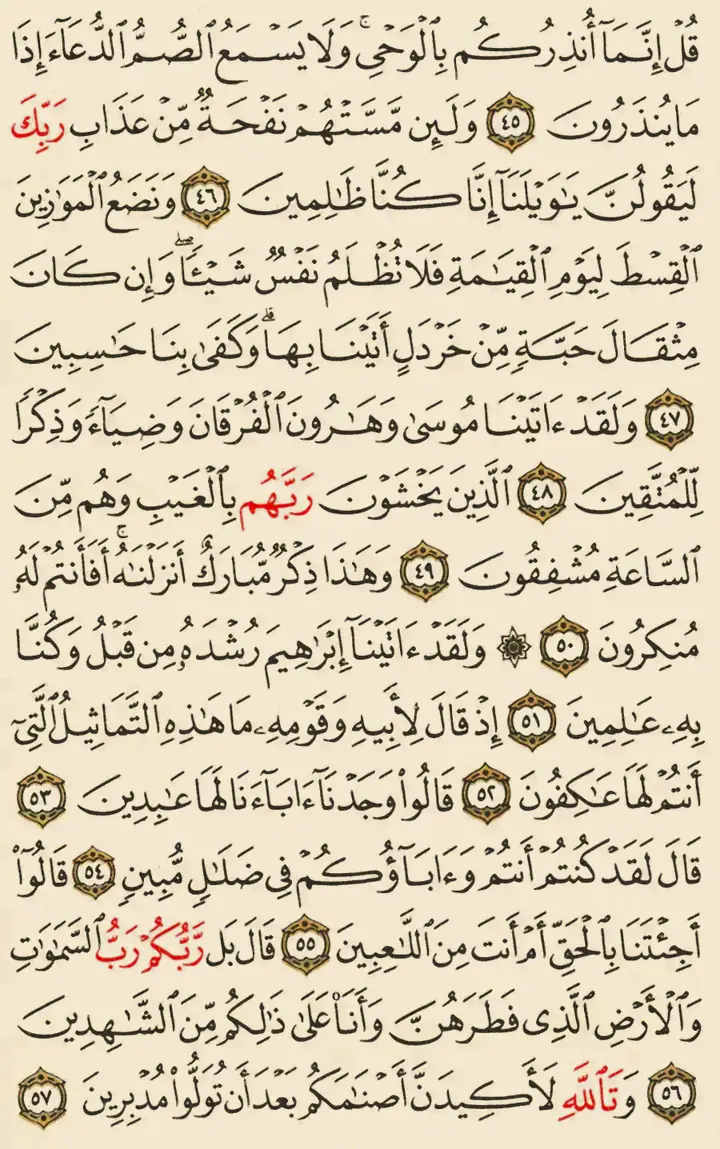 قُلْ إِنَّمَآ أُنذِرُكُم بِٱلْوَحْىِ ۚ وَلَا يَسْمَعُ ٱلصُّمُّ ٱلدُّعَآءَ إِذَا
مَا يُنذَرُونَ ٤٥ وَلَئِن مَّسَّتْهُمْ نَفْحَةٌ مِّنْ عَذَابِ رَبِّكَ
لَيَقُولُنَّ يَٰوَيْلَنَآ إِنَّا كُنَّا ظَٰلِمِينَ ٤٦ وَنَضَعُ ٱلْمَوَٰزِينَ
ٱلْقِسْطَ لِيَوْمِ ٱلْقِيَٰمَةِ فَلَا تُظْلَمُ نَفْسٌ شَيْـًٔا ۖ وَإِن كَانَ
مِثْقَالَ حَبَّةٍ مِّنْ خَرْدَلٍ أَتَيْنَا بِهَا ۗ وَكَفَىٰ بِنَا حَٰسِبِينَ
٤٧ وَلَقَدْ ءَاتَيْنَا مُوسَىٰ وَهَٰرُونَ ٱلْفُرْقَانَ وَضِيَآءً وَذِكْرًا
لِّلْمُتَّقِينَ ٤٨ ٱلَّذِينَ يَخْشَوْنَ رَبَّهُم بِٱلْغَيْبِ وَهُم مِّنَ
ٱلسَّاعَةِ مُشْفِقُونَ ٤٩ وَهَٰذَا ذِكْرٌ مُّبَارَكٌ أَنزَلْنَٰهُ ۚ أَفَأَنتُمْ لَهُۥ
مُنكِرُونَ ٥٠ ۞ وَلَقَدْ ءَاتَيْنَآ إِبْرَٰهِيمَ رُشْدَهُۥ مِن قَبْلُ وَكُنَّا
بِهِۦ عَٰلِمِينَ ٥١ إِذْ قَالَ لِأَبِيهِ وَقَوْمِهِۦ مَا هَٰذِهِ ٱلتَّمَاثِيلُ ٱلَّتِىٓ
أَنتُمْ لَهَا عَٰكِفُونَ ٥٢ قَالُوا۟ وَجَدْنَآ ءَابَآءَنَا لَهَا عَٰبِدِينَ ٥٣
قَالَ لَقَدْ كُنتُمْ أَنتُمْ وَءَابَآؤُكُمْ فِى ضَلَٰلٍ مُّبِينٍ ٥٤ قَالُوٓا۟
أَجِئْتَنَا بِٱلْحَقِّ أَمْ أَنتَ مِنَ ٱللَّٰعِبِينَ ٥٥ قَالَ بَل رَّبُّكُمْ رَبُّ ٱلسَّمَٰوَٰتِ
وَٱلْأَرْضِ ٱلَّذِى فَطَرَهُنَّ وَأَنَا۠ عَلَىٰ ذَٰلِكُم مِّنَ ٱلشَّٰهِدِينَ
٥٦ وَتَٱللَّهِ لَأَكِيدَنَّ أَصْنَٰمَكُم بَعْدَ أَن تُوَلُّوا۟ مُدْبِرِينَ ٥٧